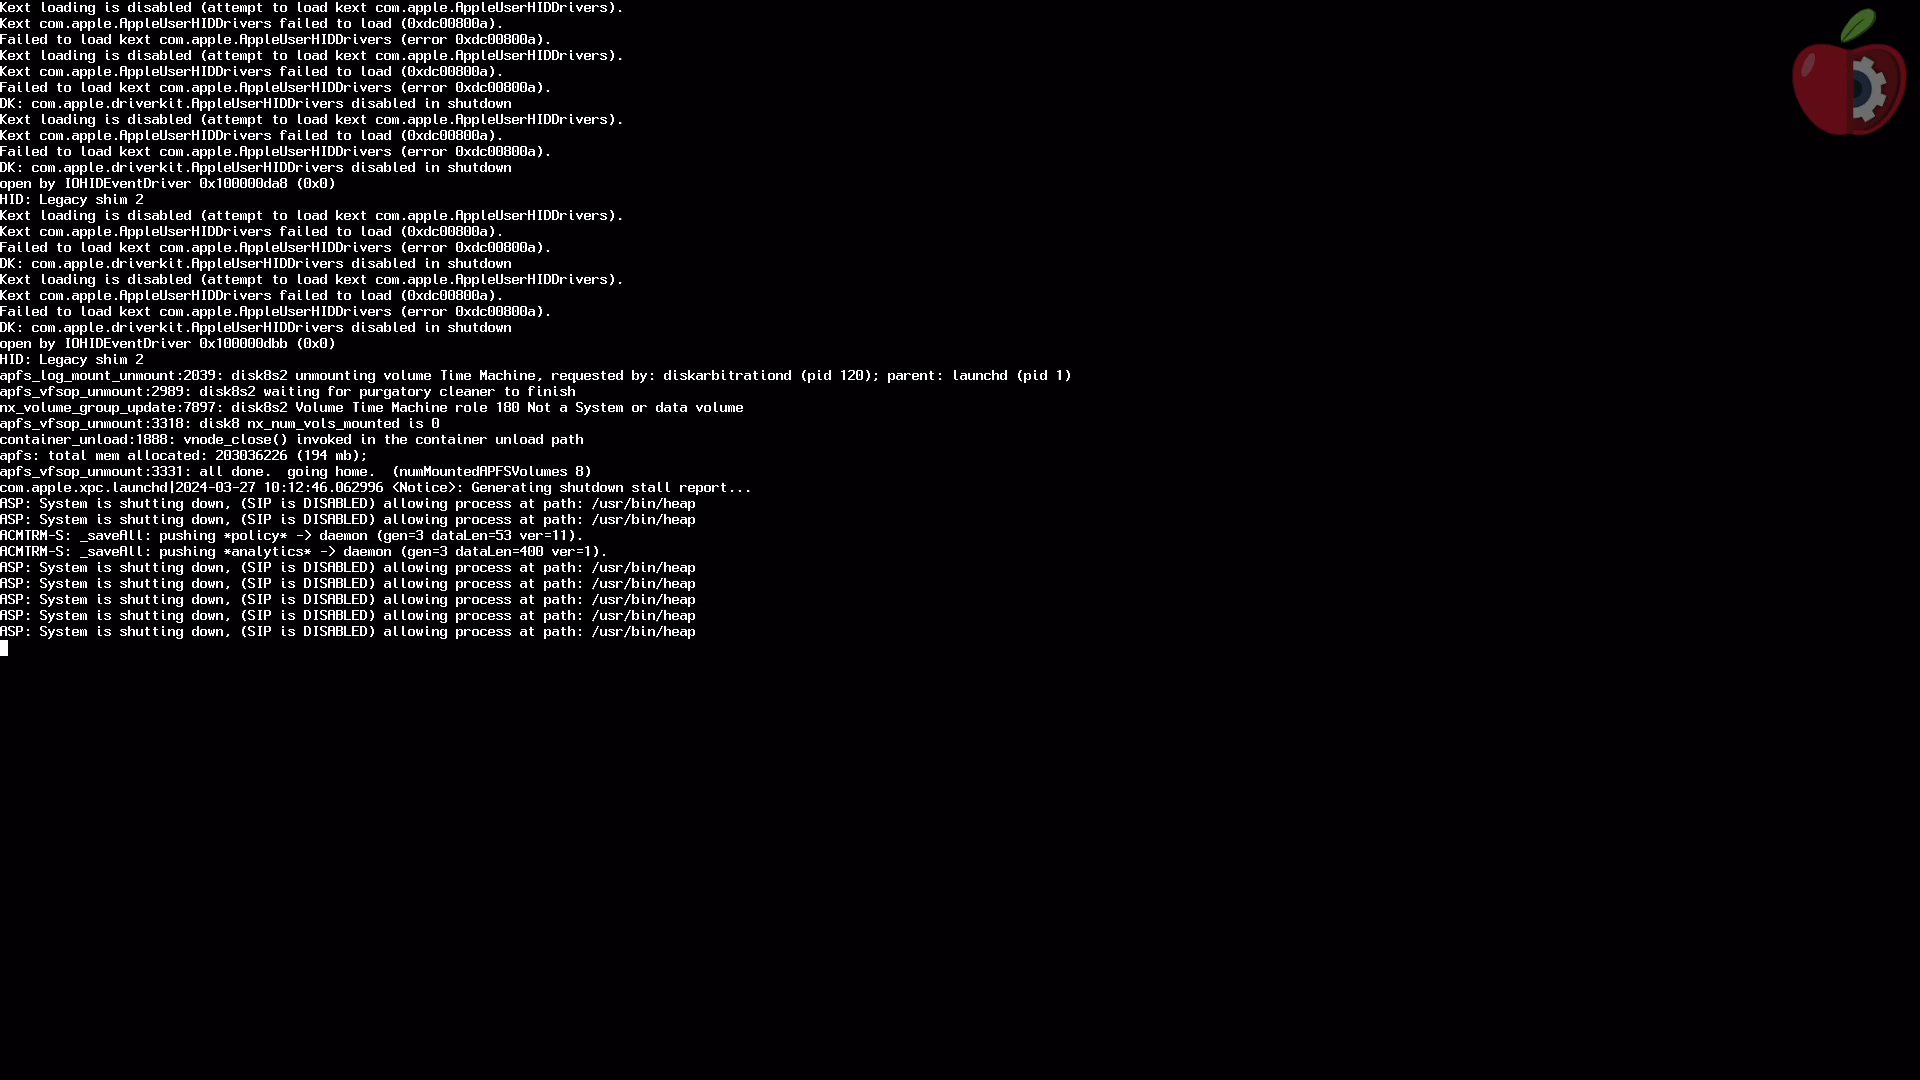 Kext loading is disabled (attempt to load kext com.apple.AppleUserHIDDrivers).
Kext com.apple.AppleUserHIDDrivers failed to load (0xdc00800a).
Failed to load kext com.apple.AppleUserHIDDrivers (error 0xdc00800a).
Kext loading is disabled (attempt to load kext com.apple.AppleUserHIDDrivers).
Kext com.apple.AppleUserHIDDrivers failed to load (0xdc00800a).
Failed to load kext com.apple.AppleUserHIDDrivers (error 0xdc00800a).
DK: com.apple.driverkit.AppleUserHIDDrivers disabled in shutdown
Kext loading is disabled (attempt to load kext com.apple.AppleUserHIDDrivers).
Kext com.apple.AppleUserHIDDrivers failed to load (0xdc00800a).
Failed to load kext com.apple.AppleUserHIDDrivers (error 0xdc00800a).
DK: com.apple.driverkit.AppleUserHIDDrivers disabled in shutdown
open by IOHIDEventDriver 0x100000da8 (0x0)
HID: Legacy shim 2
Kext loading is disabled (attempt to load kext com.apple.AppleUserHIDDrivers).
Kext com.apple.AppleUserHIDDrivers failed to load (0xdc00800a).
Failed to load kext com.apple.AppleUserHIDDrivers (error 0xdc00800a).
DK: com.apple.driverkit.AppleUserHIDDrivers disabled in shutdown
Kext loading is disabled (attempt to load kext com.apple.AppleUserHIDDrivers).
Kext com.apple.AppleUserHIDDrivers failed to load (0xdc00800a).
Failed to load kext com.apple.AppleUserHIDDrivers (error 0xdc00800a).
DK: com.apple.driverkit.AppleUserHIDDrivers disabled in shutdown
open by IOHIDEventDriver 0x100000dbb (0x0)
HID: Legacy shim 2
apfs_log_mount_unmount:2039: disk8s2 unmounting volume Time Machine, requested by: diskarbitrationd (pid 120); parent: launchd (pid 1)
apfs_vfsop_unmount:2989: disk8s2 waiting for purgatory cleaner to finish
nx_volume_group_update:7897: disk8s2 Volume Time Machine role 180 Not a System or data volume
apfs_vfsop_unmount:3318: disk8 nx_num_vols_mounted is 0
container_unload:1888: vnode_close() invoked in the container unload path
apfs: total mem allocated: 203036226 (194 mb);
apfs_vfsop_unmount:3331: all done.  going home.  (numMountedAPFSVolumes 8)
com.apple.xpc.launchd|2024-03-27 10:12:46.062996 <Notice>: Generating shutdown stall report...
ASP: System is shutting down, (SIP is DISABLED) allowing process at path: /usr/bin/heap
ASP: System is shutting down, (SIP is DISABLED) allowing process at path: /usr/bin/heap
ACMTRM-S: _saveAll: pushing *policy* -> daemon (gen=3 dataLen=53 ver=11).
ACMTRM-S: _saveAll: pushing *analytics* -> daemon (gen=3 dataLen=400 ver=1).
ASP: System is shutting down, (SIP is DISABLED) allowing process at path: /usr/bin/heap
ASP: System is shutting down, (SIP is DISABLED) allowing process at path: /usr/bin/heap
ASP: System is shutting down, (SIP is DISABLED) allowing process at path: /usr/bin/heap
ASP: System is shutting down, (SIP is DISABLED) allowing process at path: /usr/bin/heap
ASP: System is shutting down, (SIP is DISABLED) allowing process at path: /usr/bin/heap